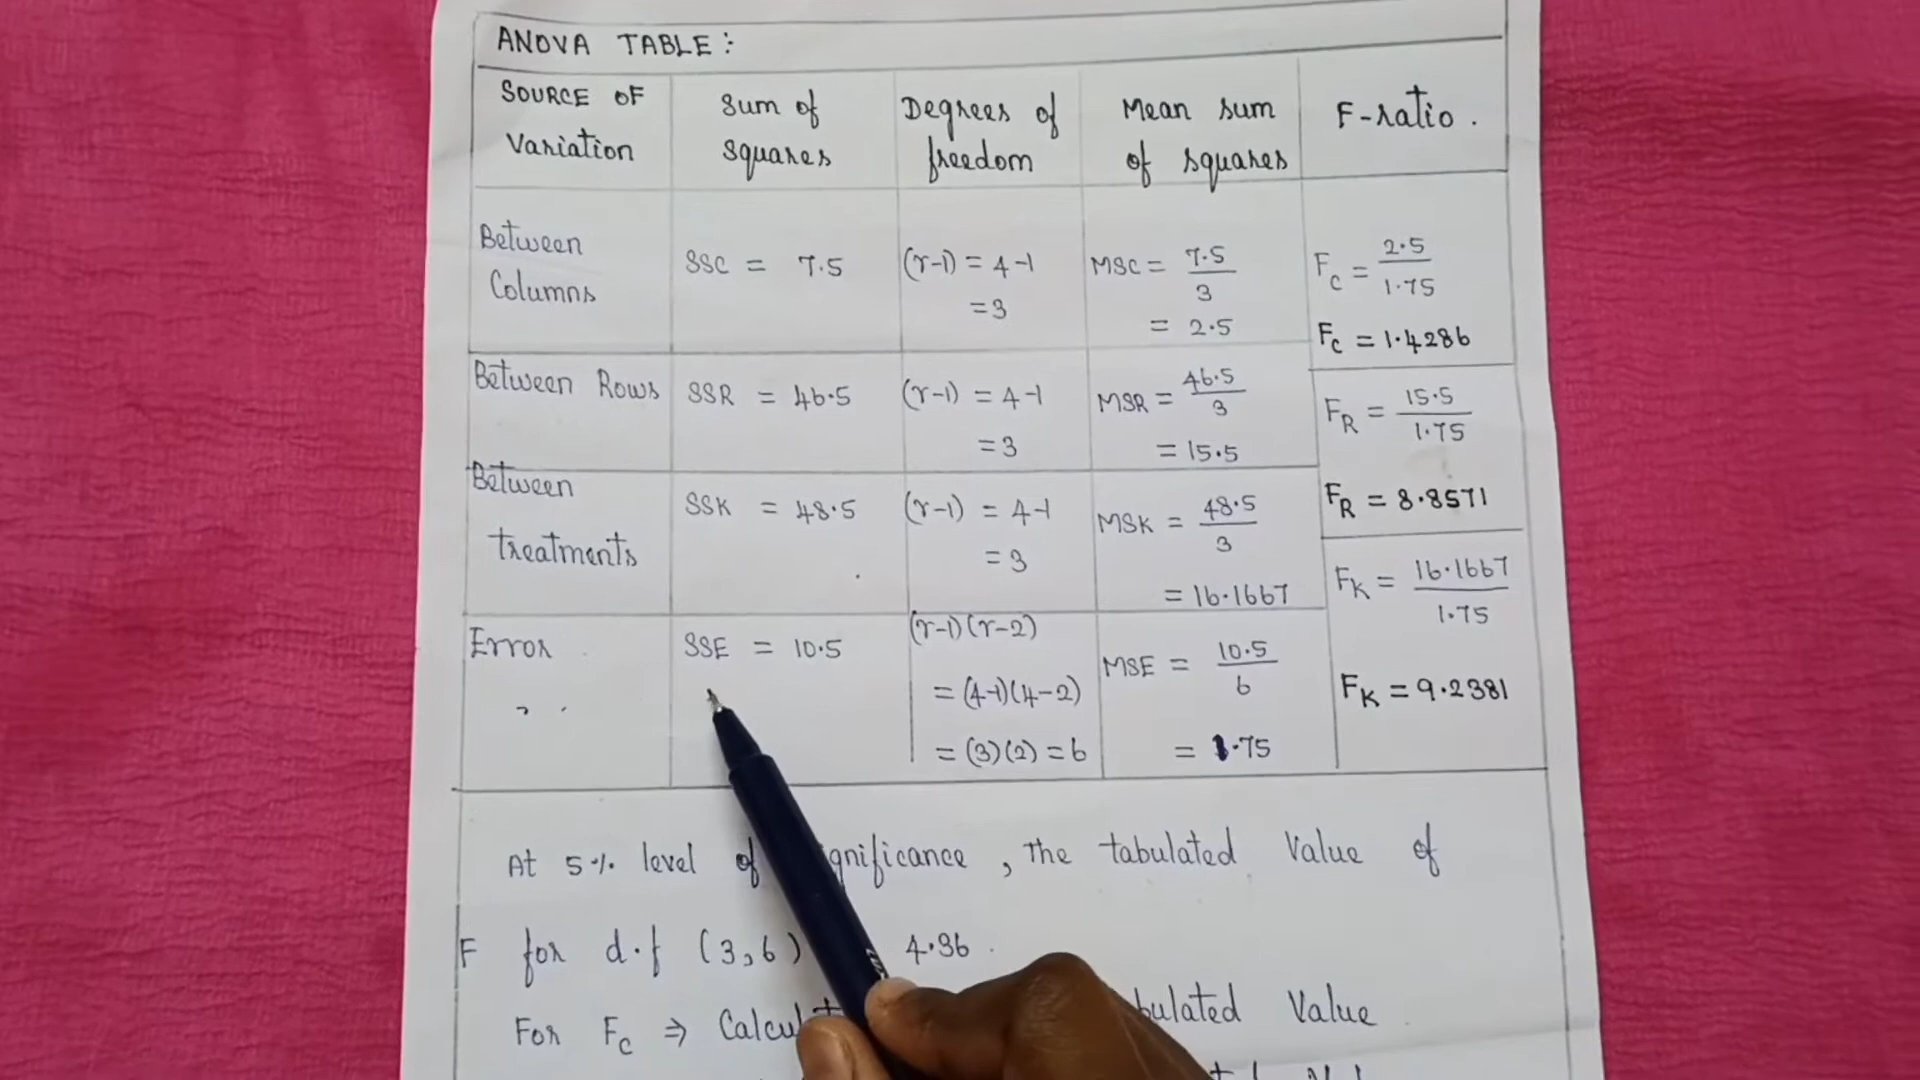 ANOVA TABLE:
SOURCE OF Variation
Sum of squares
Degrees of freedom
Mean sum of squares
F-ratio.
Between Columns
SSC = 7.5
(r-1) = 4-1
=3
MSC = 7.5/3
= 2.5
Fc = 2.5/1.75
Fc = 1.4286
Between Rows
SSR = 46.5
(r-1) = 4-1
=3
MSR = 46.5/3
= 15.5
FR = 15.5/1.75
FR = 8.8571
Between treatments
SSK = 48.5
(r-1) = 4-1
=3
MSK = 48.5/3
= 16.1667
FK = 16.1667/1.75
FK = 9.2381
Error
SSE = 10.5
(r-1)(r-2)
= (4-1)(4-2)
= (3)(2) = 6
MSE = 10.5/6
= 1.75
At 5% level of , the tabulated Value of
F for d.f (3,6) 4.36.
For Fc ⇒ Value